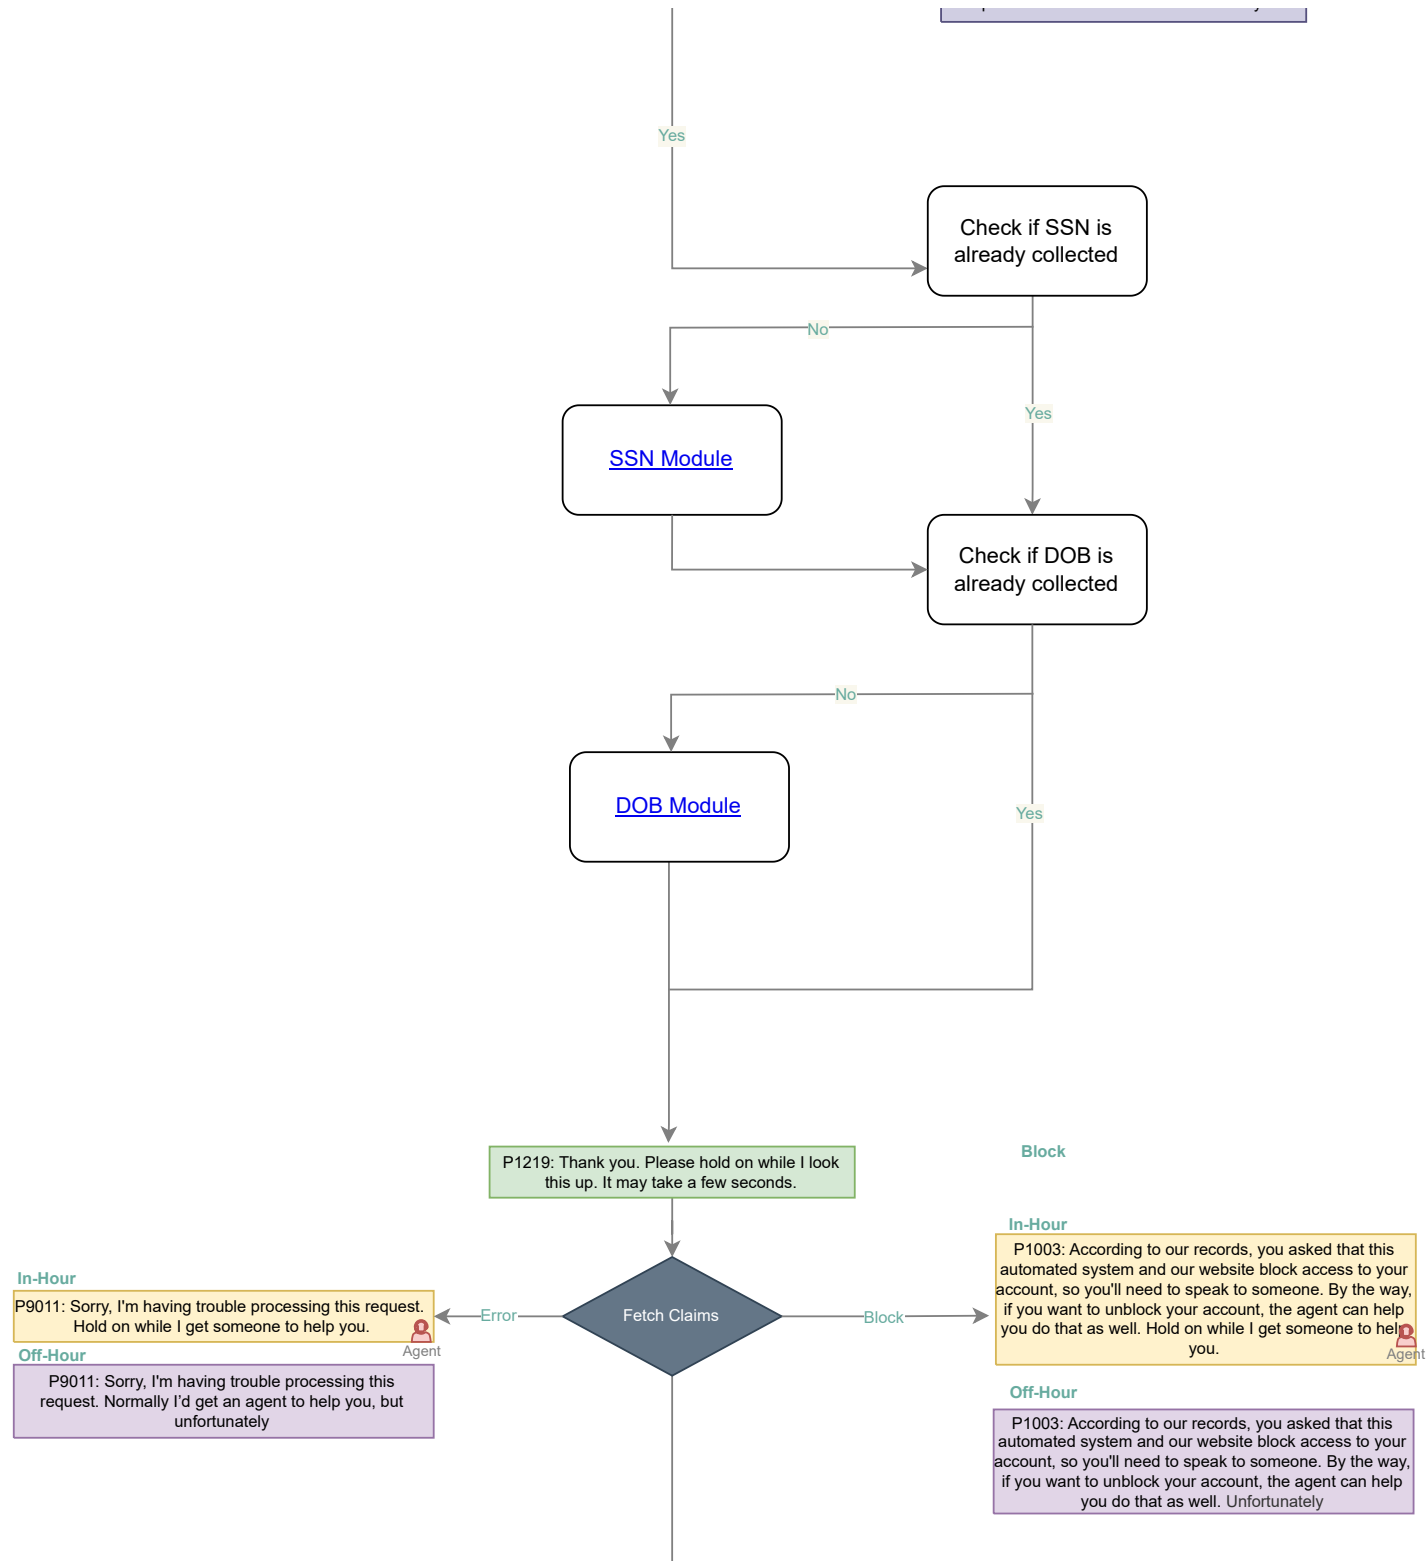 Yes
Check if SSN is
already collected
No
Yes
SSN Module
Check if DOB is
already collected
No
DOB Module
Yes
P1219: Thank you. Please hold on while I look
this up. It may take a few seconds.
Block
In-Hour
P1003: According to our records, you asked that this
automated system and our website block access to your
account, so you'll need to speak to someone. By the way,
if you want to unblock your account, the agent can help
you do that as well. Hold on while I get someone to help
you.
Agent
In-Hour
P9011: Sorry, I'm having trouble processing this request.
Hold on while I get someone to help you.
Agent
Error
Fetch Claims
Block
Off-Hour
P9011: Sorry, I'm having trouble processing this
request. Normally I’d get an agent to help you, but
unfortunately
Off-Hour
P1003: According to our records, you asked that this
automated system and our website block access to your
account, so you'll need to speak to someone. By the way,
if you want to unblock your account, the agent can help
you do that as well. Unfortunately